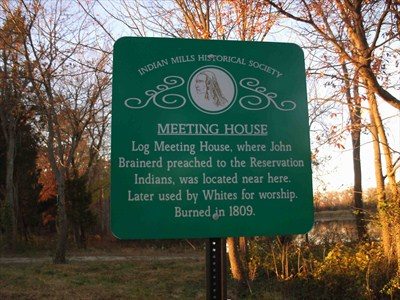 INDIAN MILLS HISTORICAL SOCIETY
MEETING HOUSE
Log Meeting House, where John
Brainerd preached to the Reservation
Indians, was located near here.
Later used by Whites for worship.
Burned in 1809.